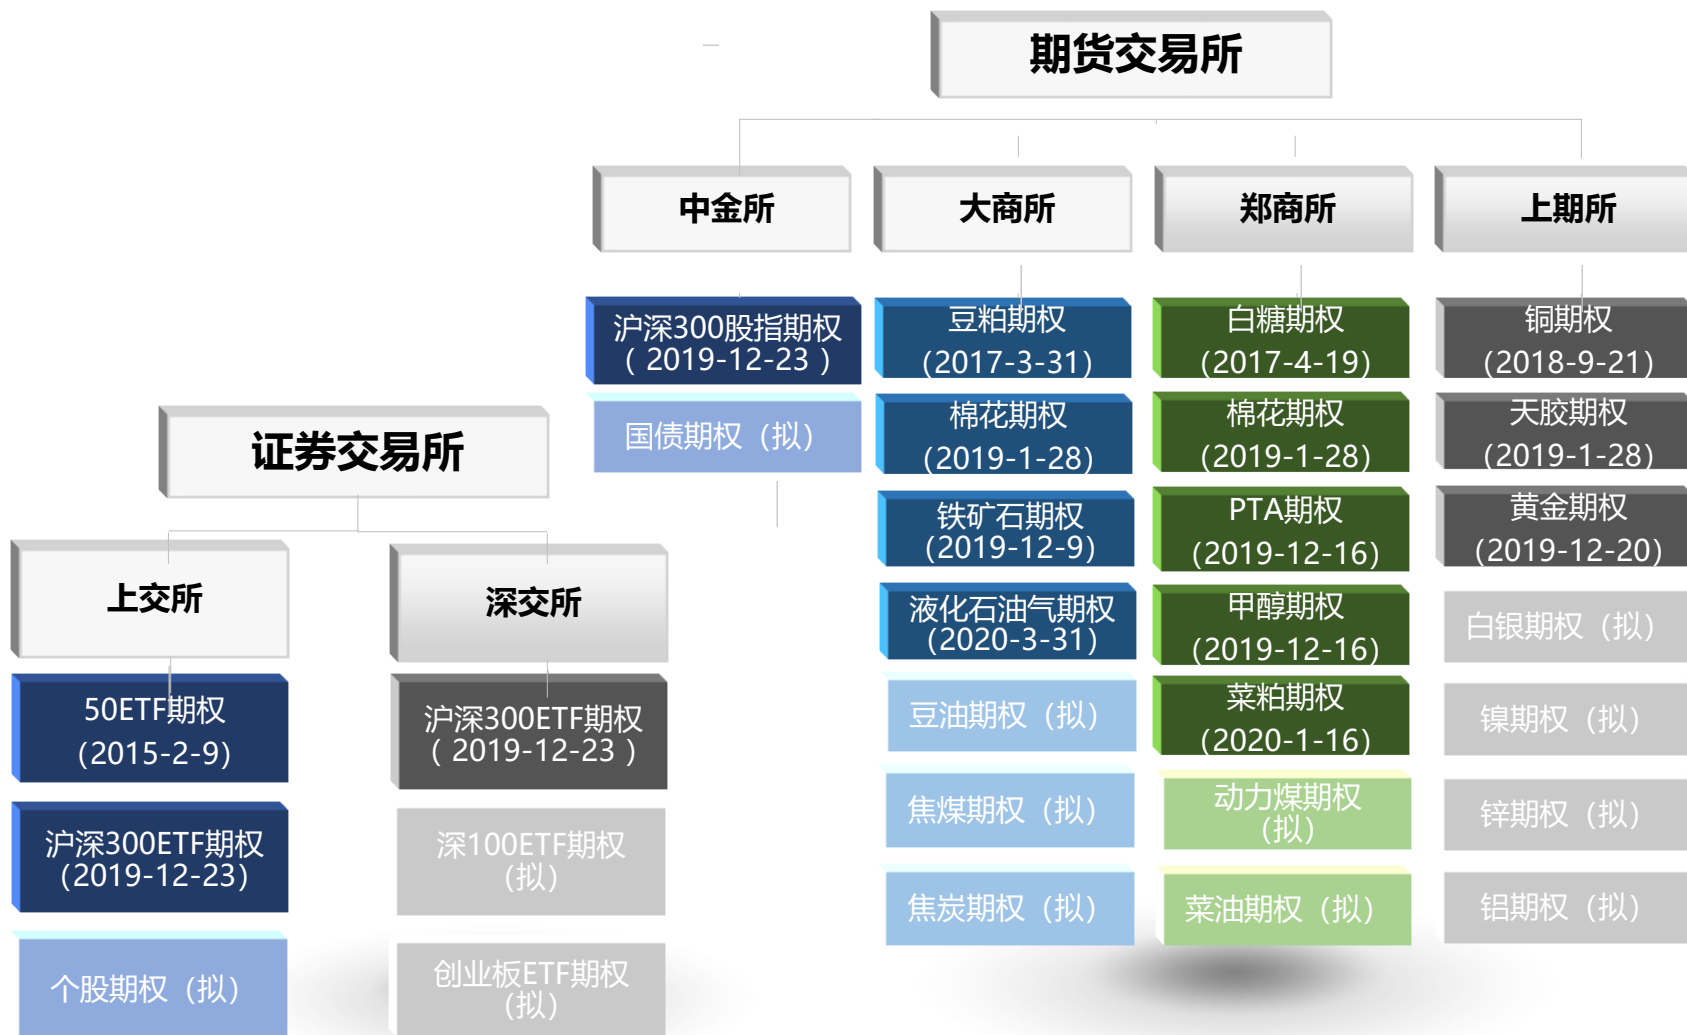 期货交易所
中金所
沪深300股指期权
( 2019-12-23 )
国债期权（拟）
大商所
豆粕期权
(2017-3-31)
棉花期权
(2019-1-28)
铁矿石期权
(2019-12-9)
液化石油气期权
(2020-3-31)
豆油期权（拟）
焦煤期权（拟）
焦炭期权（拟）
郑商所
白糖期权
(2017-4-19)
棉花期权
(2019-1-28)
PTA期权
(2019-12-16)
甲醇期权
(2019-12-16)
菜粕期权
(2020-1-16)
动力煤期权
(拟)
菜油期权（拟）
上期所
铜期权
(2018-9-21)
天胶期权
(2019-1-28)
黄金期权
(2019-12-20)
白银期权（拟）
镍期权（拟）
锌期权（拟）
铝期权（拟）
证券交易所
上交所
50ETF期权
(2015-2-9)
沪深300ETF期权
(2019-12-23)
个股期权（拟）
深交所
沪深300ETF期权
( 2019-12-23 )
深100ETF期权
(拟)
创业板ETF期权
(拟)